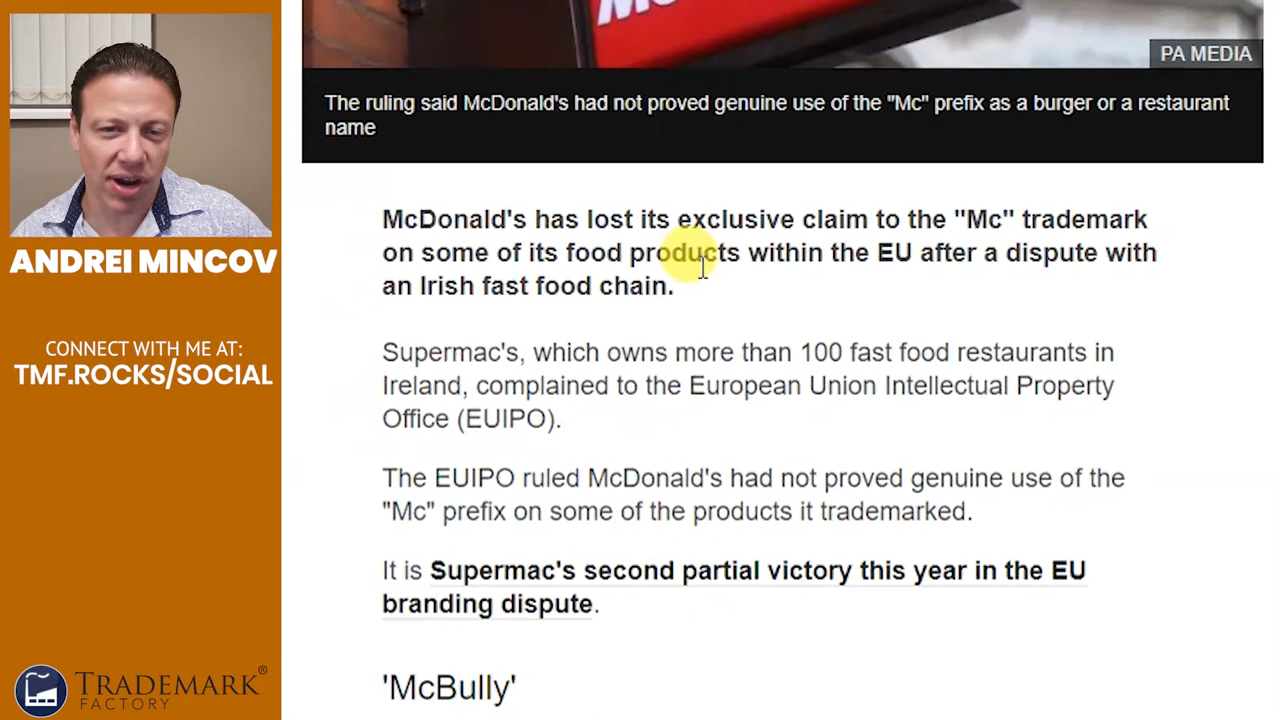 PA MEDIA
The ruling said McDonald's had not proved genuine use of the "Mc" prefix as a burger or a restaurant
name
McDonald's has lost its exclusive claim to the "Mc" trademark
on some of its food products within the EU after a dispute with
an Irish fast food chain.
Supermac's, which owns more than 100 fast food restaurants in
Ireland, complained to the European Union Intellectual Property
Office (EUIPO).
The EUIPO ruled McDonald's had not proved genuine use of the
"Mc" prefix on some of the products it trademarked.
It is Supermac's second partial victory this year in the EU
branding dispute.
'McBully'
ANDREI MINCOV
CONNECT WITH ME AT:
TMF.ROCKS/SOCIAL
TRADEMARK®
FACTORY